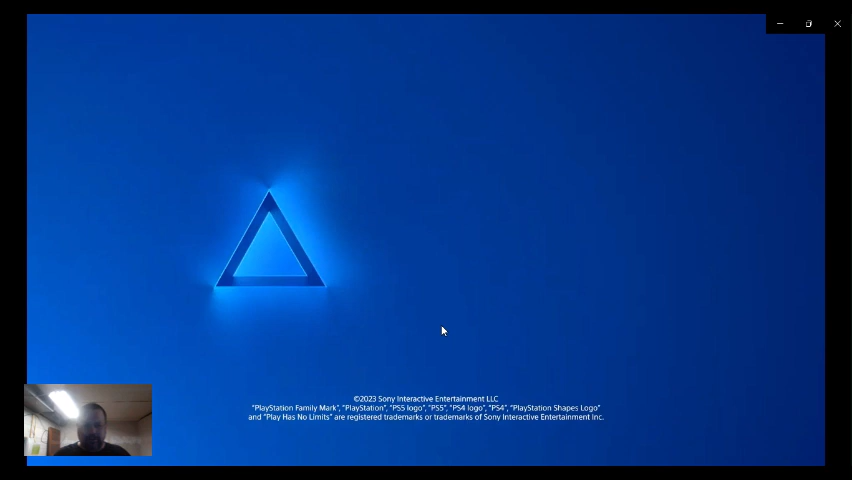 ©2023 Sony Interactive Entertainment LLC
"PlayStation Family Mark", "PlayStation", "PS5 logo", "PS5", "PS4 logo", "PS4", "PlayStation Shapes Logo"
and "Play Has No Limits" are registered trademarks or trademarks of Sony Interactive Entertainment Inc.